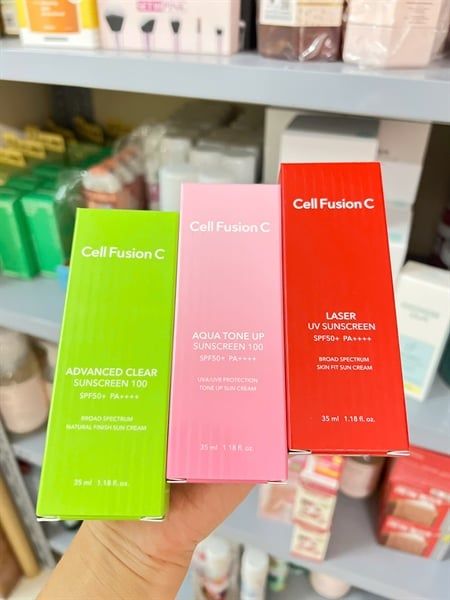 Cell Fusion C
ADVANCED CLEAR
SUNSCREEN 100
SPF50+ PA++++
BROAD SPECTRUM
NATURAL FINISH SUN CREAM
35 ml 1.18 fl. oz.
Cell Fusion C
AQUA TONE UP
SUNSCREEN 100
SPF50+ PA++++
UVA/UVB PROTECTION
TONE UP SUN CREAM
35 ml 1.18 fl. oz.
Cell Fusion C
LASER
UV SUNSCREEN
SPF50+ PA++++
BROAD SPECTRUM
SKIN FIT SUN CREAM
35 ml 1.18 fl. oz.